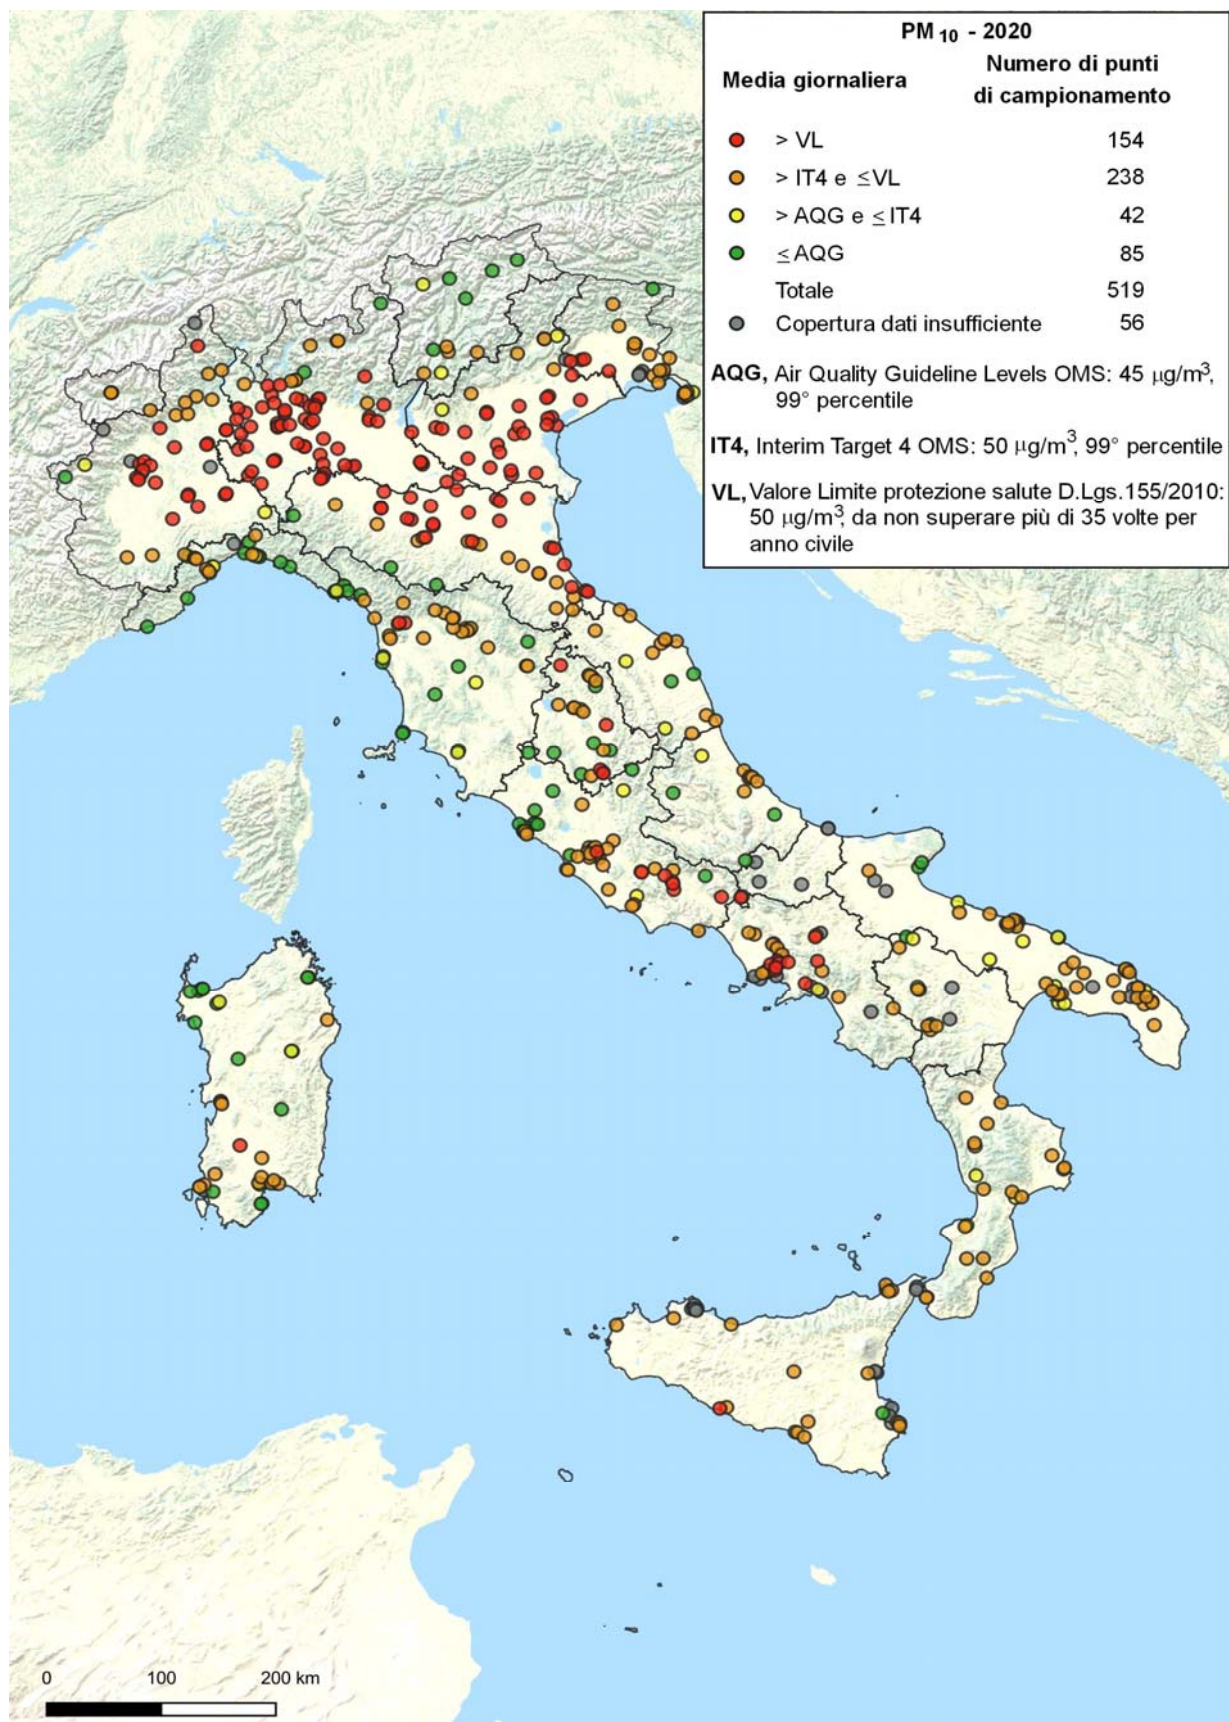 PM 10 - 2020
Media giornaliera
Numero di punti
di campionamento
> VL 154
> IT4 e ≤VL 238
> AQG e ≤ IT4 42
≤ AQG 85
Totale 519
Copertura dati insufficiente 56
AQG, Air Quality Guideline Levels OMS: 45 μg/m³,
99° percentile
IT4, Interim Target 4 OMS: 50 μg/m³, 99° percentile
VL, Valore Limite protezione salute D.Lgs.155/2010:
50 μg/m³, da non superare più di 35 volte per
anno civile
0 100 200 km